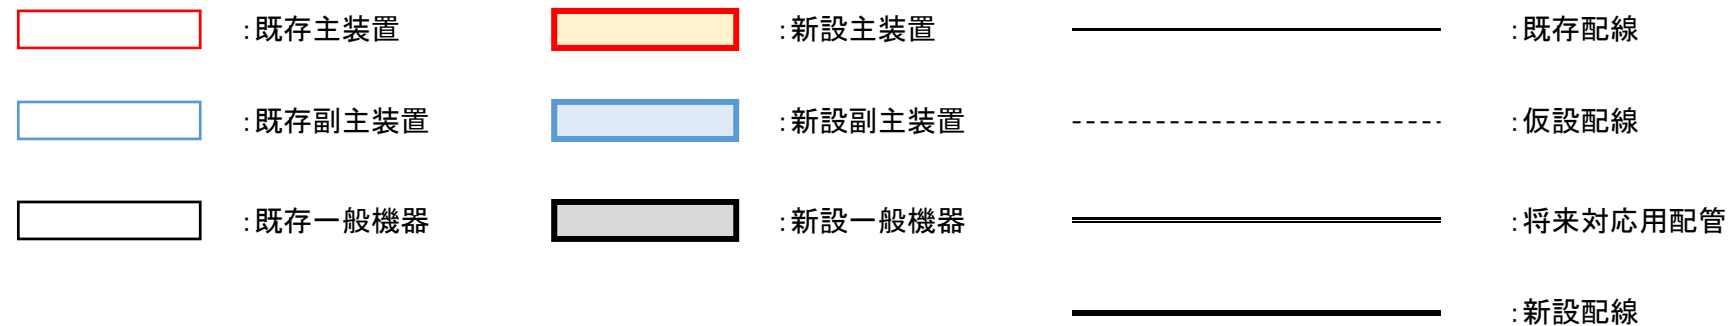 :既存主装置
:新設主装置
:既存配線
:既存副主装置
:新設副主装置
:仮設配線
:既存一般機器
:新設一般機器
:将来対応用配管
:新設配線